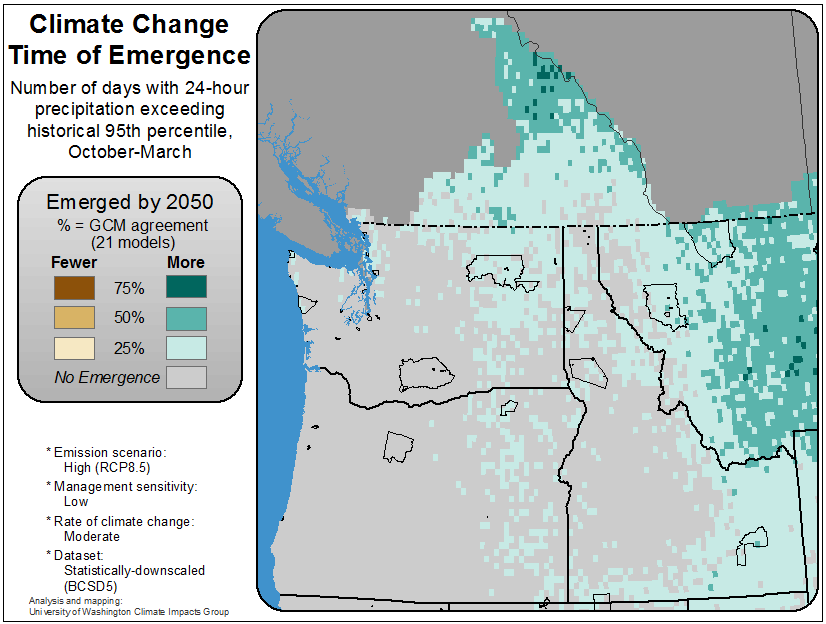 Climate Change
Time of Emergence
Number of days with 24-hour
precipitation exceeding
historical 95th percentile,
October-March
Emerged by 2050
% = GCM agreement
(21 models)
Fewer More
75%
50%
25%
No Emergence
* Emission scenario:
High (RCP8.5)
* Management sensitivity:
Low
* Rate of climate change:
Moderate
* Dataset:
Statistically-downscaled
(BCSD5)
Analysis and mapping:
University of Washington Climate Impacts Group